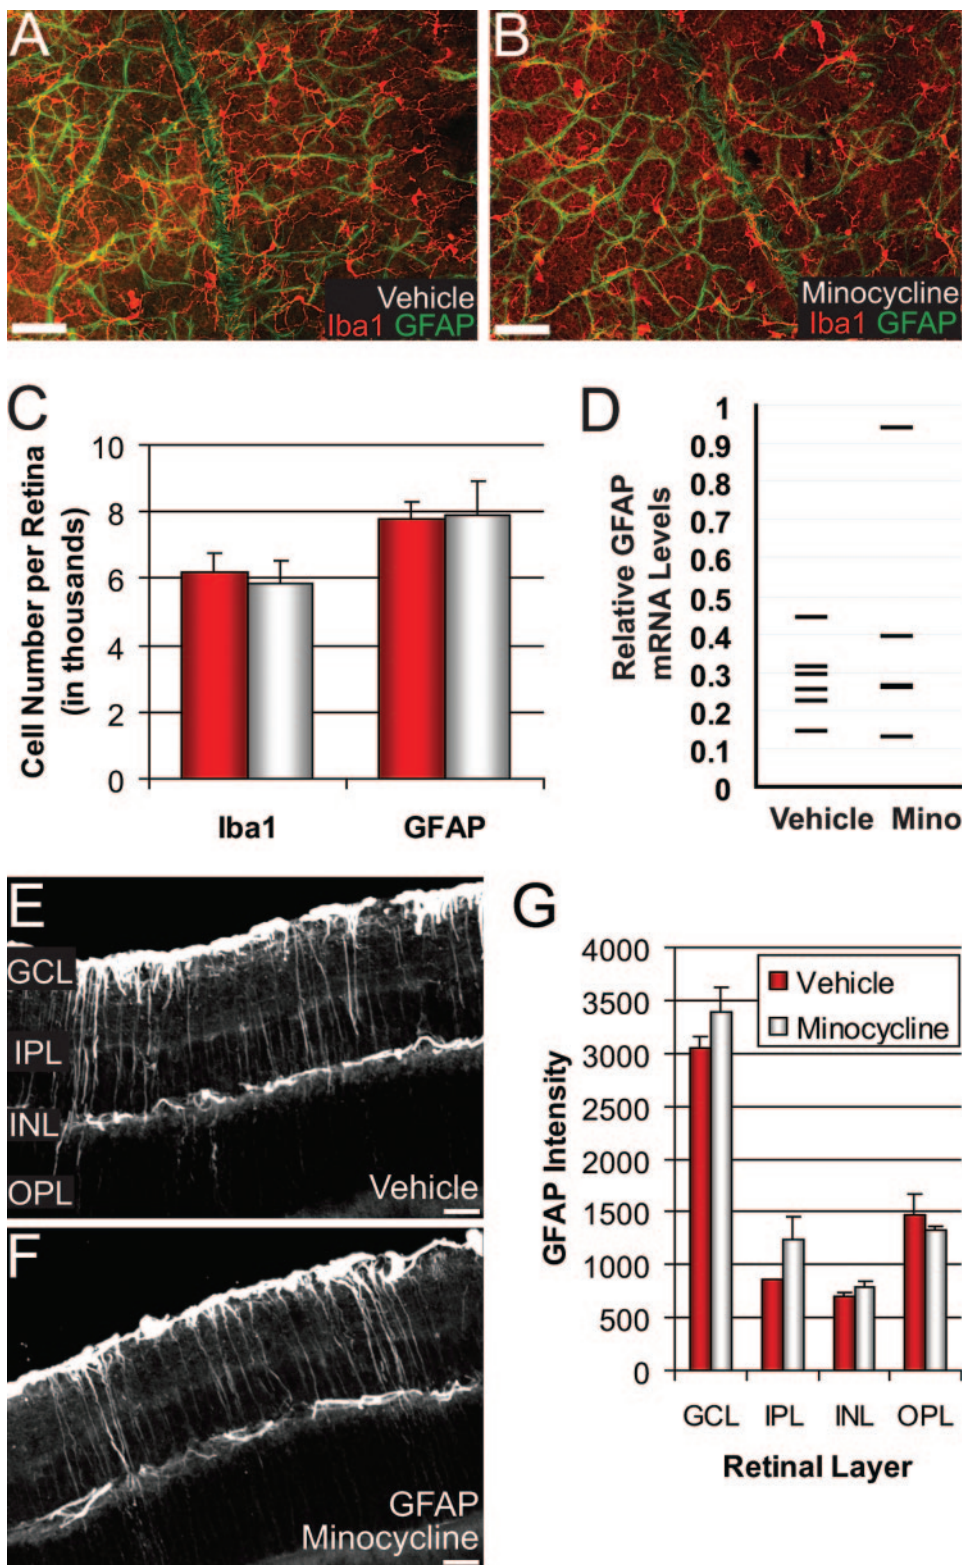 A
Vehicle
Iba1 GFAP
B
Minocycline
Iba1 GFAP
C
Cell Number per Retina
(in thousands)
10
8
6
4
2
0
Iba1
GFAP
D
Relative GFAP
mRNA Levels
1
0.9
0.8
0.7
0.6
0.5
0.4
0.3
0.2
0.1
0
Vehicle
Mino
E
GCL
IPL
INL
OPL
Vehicle
F
GFAP
Minocycline
G
GFAP Intensity
4000
3500
3000
2500
2000
1500
1000
500
0
Vehicle
Minocycline
GCL
IPL
INL
OPL
Retinal Layer